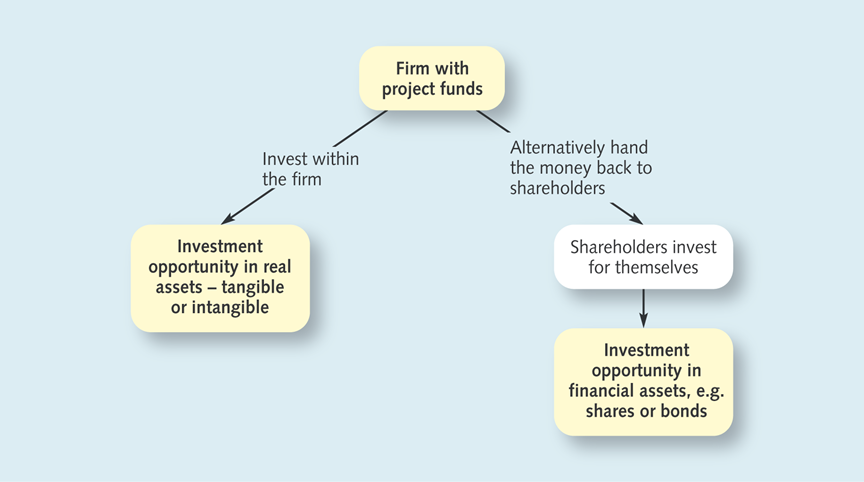 Firm with
project funds
Invest within
the firm
Alternatively hand
the money back to
shareholders
Investment
opportunity in real
assets – tangible
or intangible
Shareholders invest
for themselves
Investment
opportunity in
financial assets, e.g.
shares or bonds